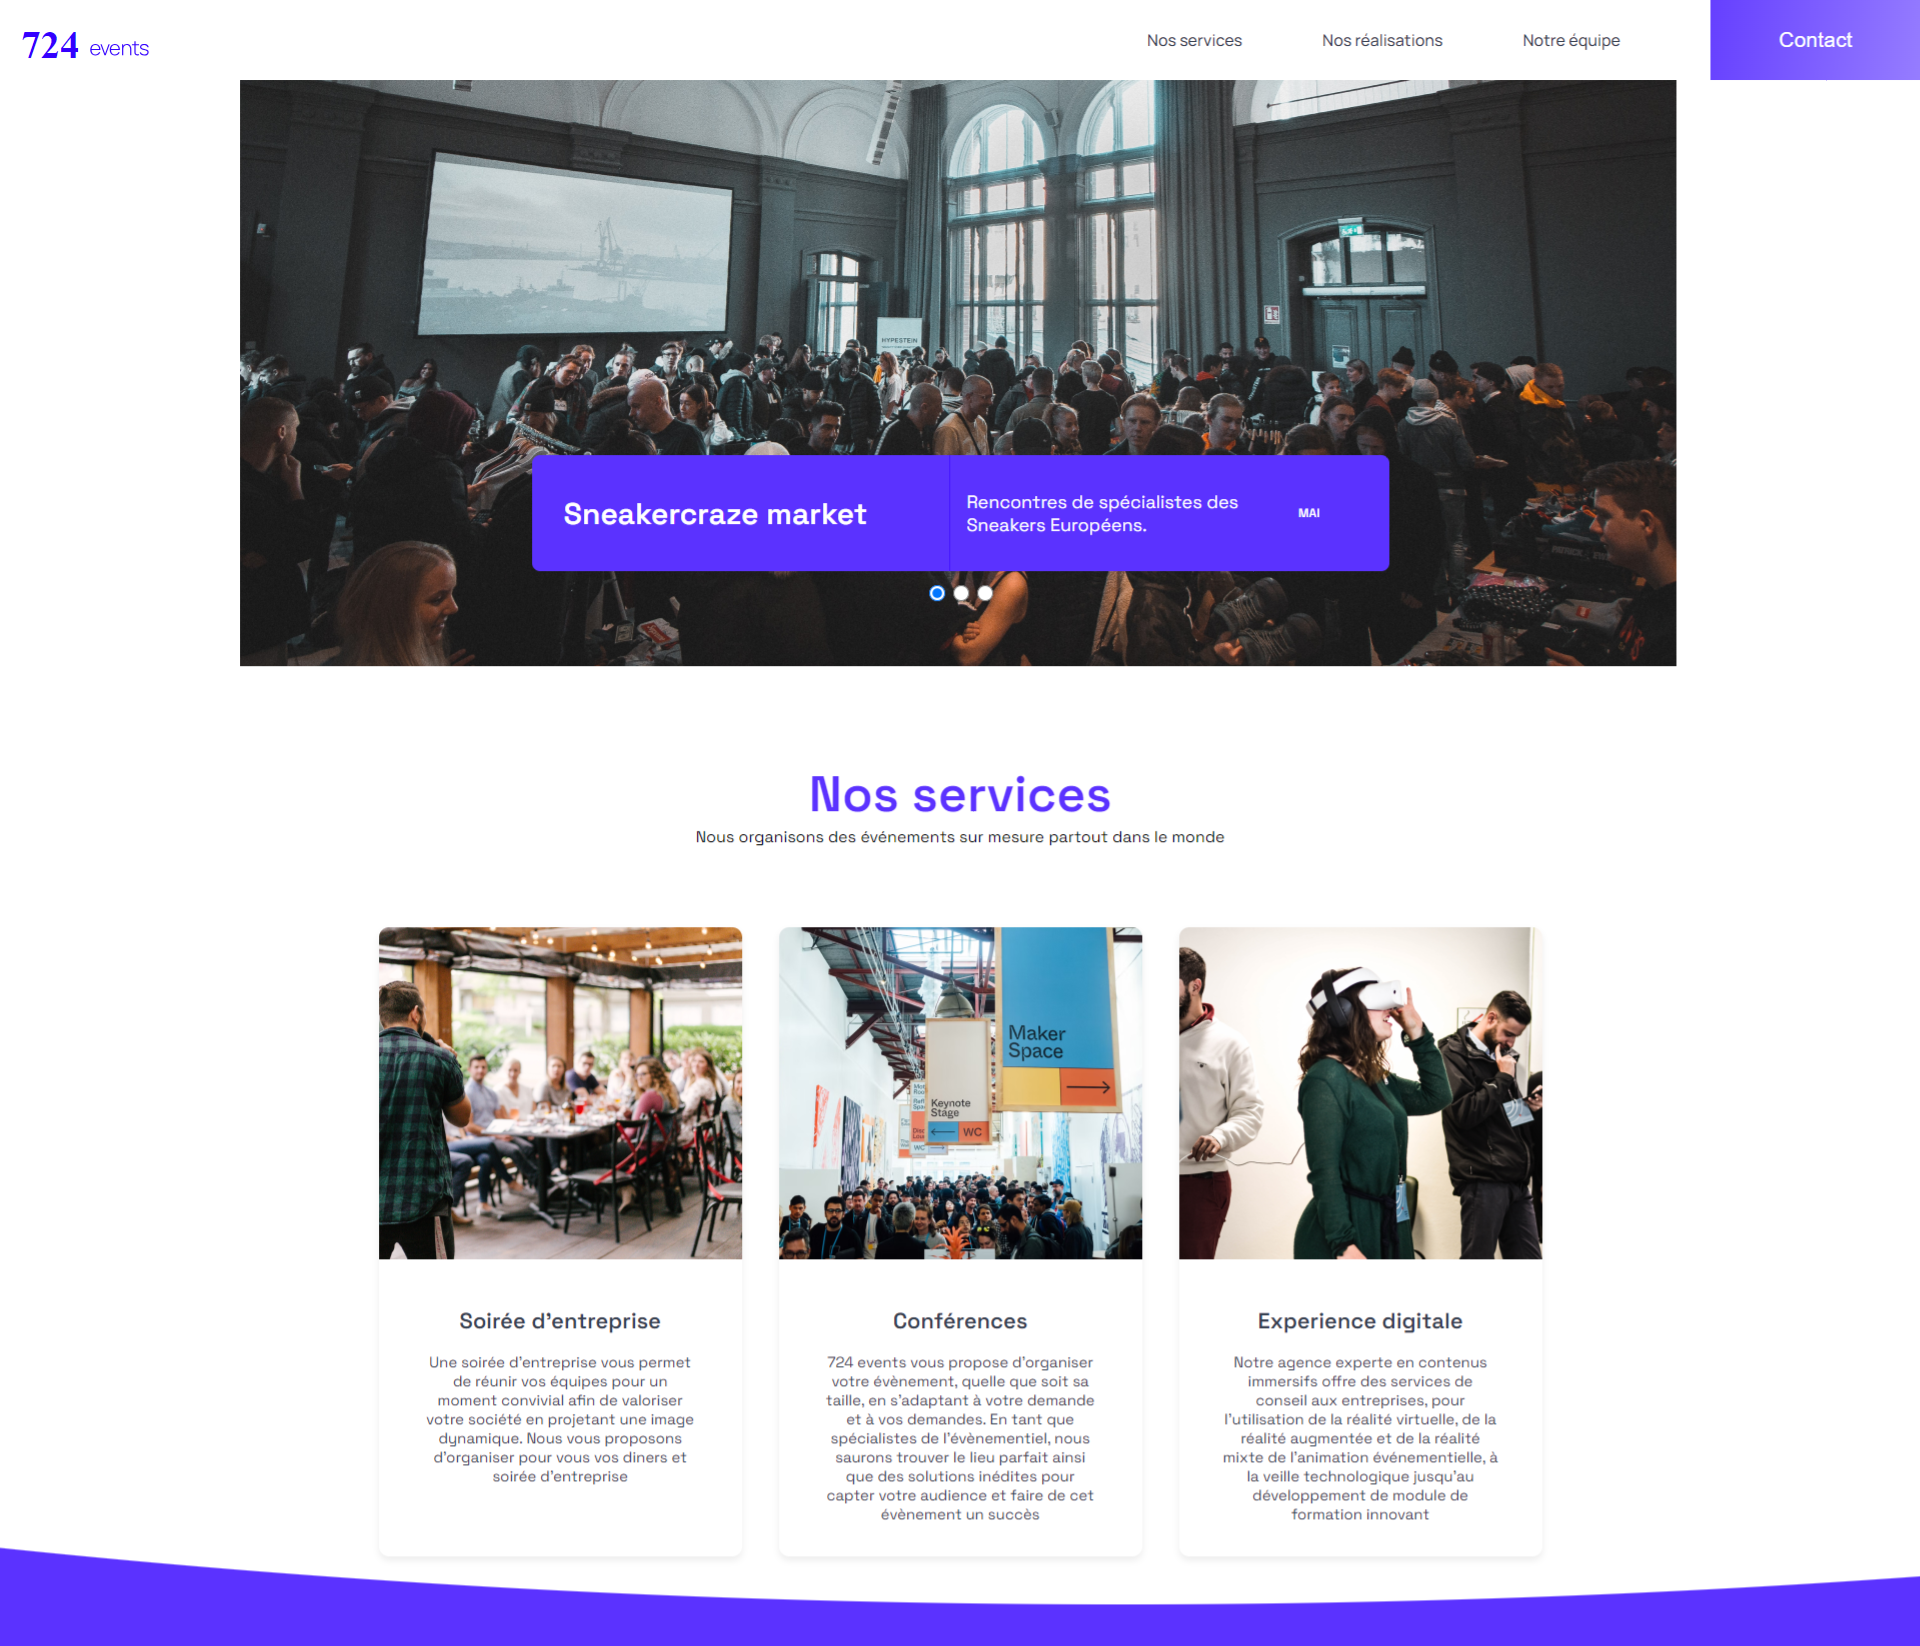 724 events
Nos services
Nos réalisations
Notre équipe
Contact
HYPESTEIN
Sneakercraze market
Rencontres de spécialistes des
Sneakers Européens.
MAI
Nos services
Nous organisons des événements sur mesure partout dans le monde
Maker
Space
Keynote
Stage
WC
WC
Soirée d'entreprise
Une soirée d'entreprise vous permet
de réunir vos équipes pour un
moment convivial afin de valoriser
votre société en projetant une image
dynamique. Nous vous proposons
d'organiser pour vous vos diners et
soirée d'entreprise
Conférences
724 events vous propose d'organiser
votre évènement, quelle que soit sa
taille, en s'adaptant à votre demande
et à vos demandes. En tant que
spécialistes de l'évènementiel, nous
saurons trouver le lieu parfait ainsi
que des solutions inédites pour
capter votre audience et faire de cet
évènement un succès
Experience digitale
Notre agence experte en contenus
immersifs offre des services de
conseil aux entreprises, pour
l'utilisation de la réalité virtuelle, de la
réalité augmentée et de la réalité
mixte de l'animation événementielle, à
la veille technologique jusqu'au
développement de module de
formation innovant